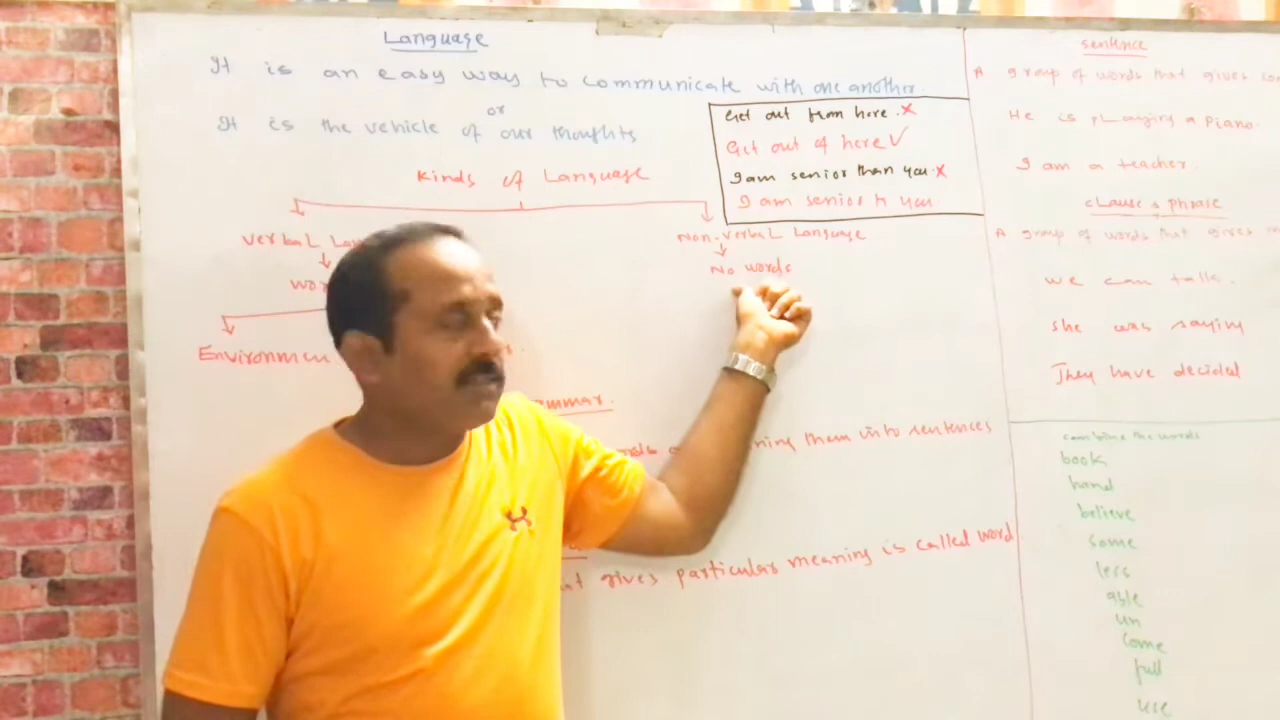 Language
It is an easy way to communicate with one another.
or
It is the vehicle of our thoughts
Kinds of Language
Verbal
Non-verbal Language
No words
Get out from here. ×
Get out of here ✓
I am senior than you. ×
I am senior to you.
them into sentences
gives particular meaning is called word
sentence
A group of words that gives
He is playing a piano.
I am a teacher.
clause & phrase
A group of words that gives
we can talk.
she was saying
They have decided
combine the words
book
hand
believe
some
less
able
un
come
full
use